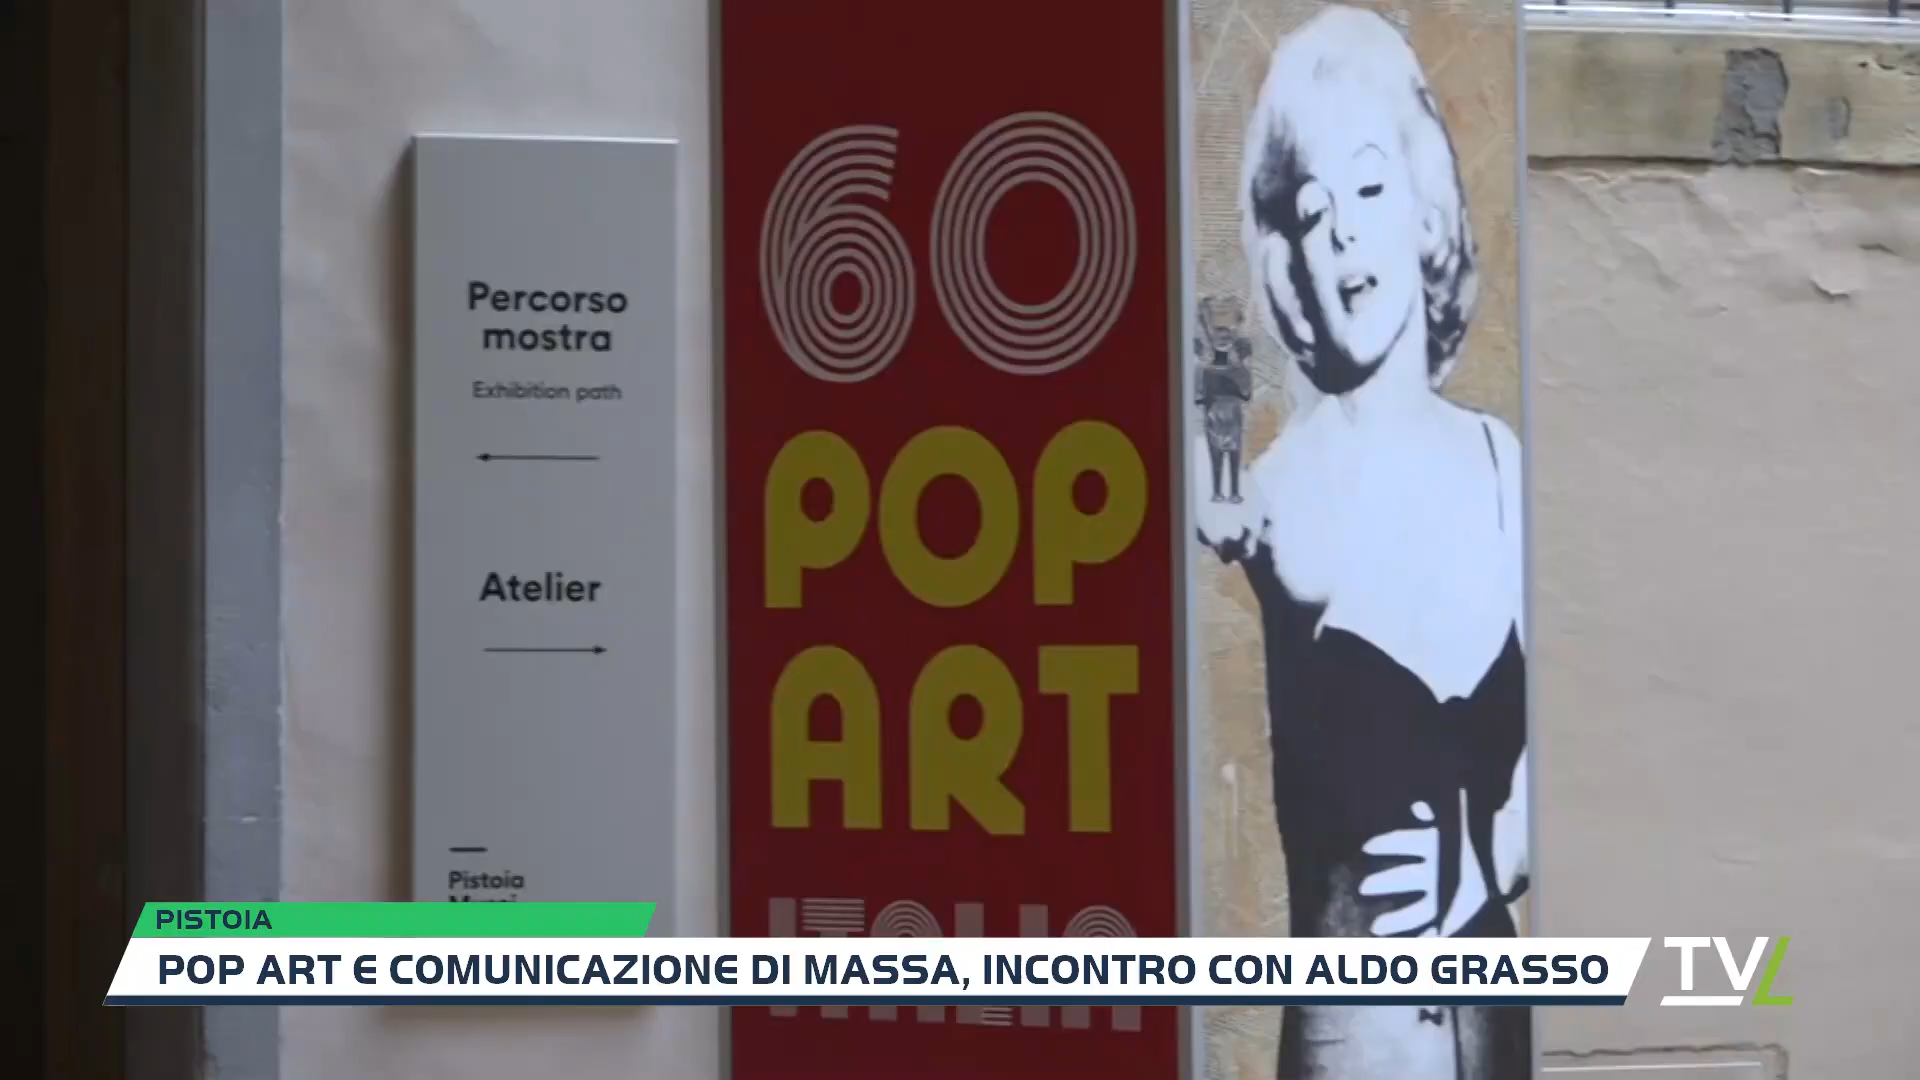 Percorso
mostra
Exhibition path
Atelier
Pistoia
60
POP
ART
ITALIA
PISTOIA
POP ART E COMUNICAZIONE DI MASSA, INCONTRO CON ALDO GRASSO
TVL